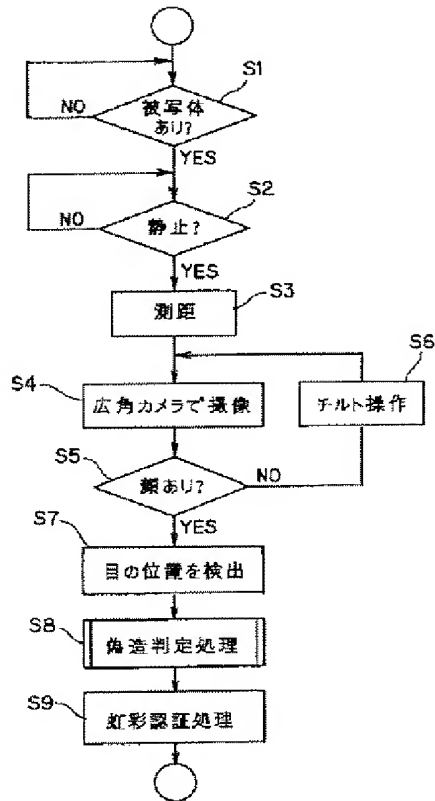 S1
被写体
あり?
NO
YES
S2
静止?
NO
YES
S3
測距
S6
S4
広角カメラで撮像
チルト操作
S5
顔あり?
NO
YES
S7
目の位置を検出
S8
偽造判定処理
S9
虹彩認証処理